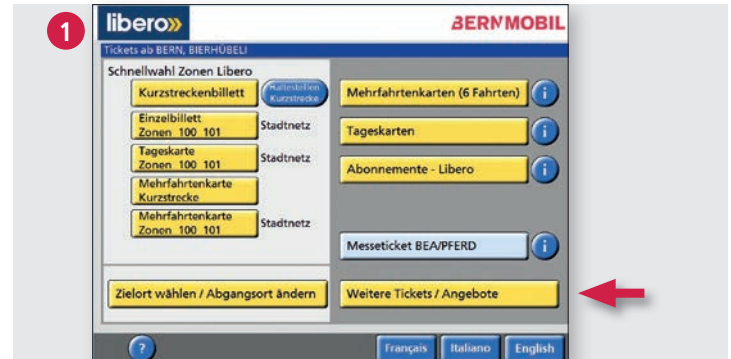 1
libero»
BERNMOBIL
Tickets ab BERN, BIERHÜBELI
Schnellwahl Zonen Libero
Kurzstreckenbillett
Haltestellen
Kurzstrecke
Einzelbillett
Zonen 100 101
Stadtnetz
Tageskarte
Zonen 100 101
Stadtnetz
Mehrfahrtenkarte
Kurzstrecke
Mehrfahrtenkarte
Zonen 100 101
Stadtnetz
Zielort wählen / Abgangsort ändern
Mehrfahrtenkarten (6 Fahrten)
i
Tageskarten
i
Abonnemente - Libero
i
Messeticket BEA/PFERD
i
Weitere Tickets / Angebote
?
Français
Italiano
English